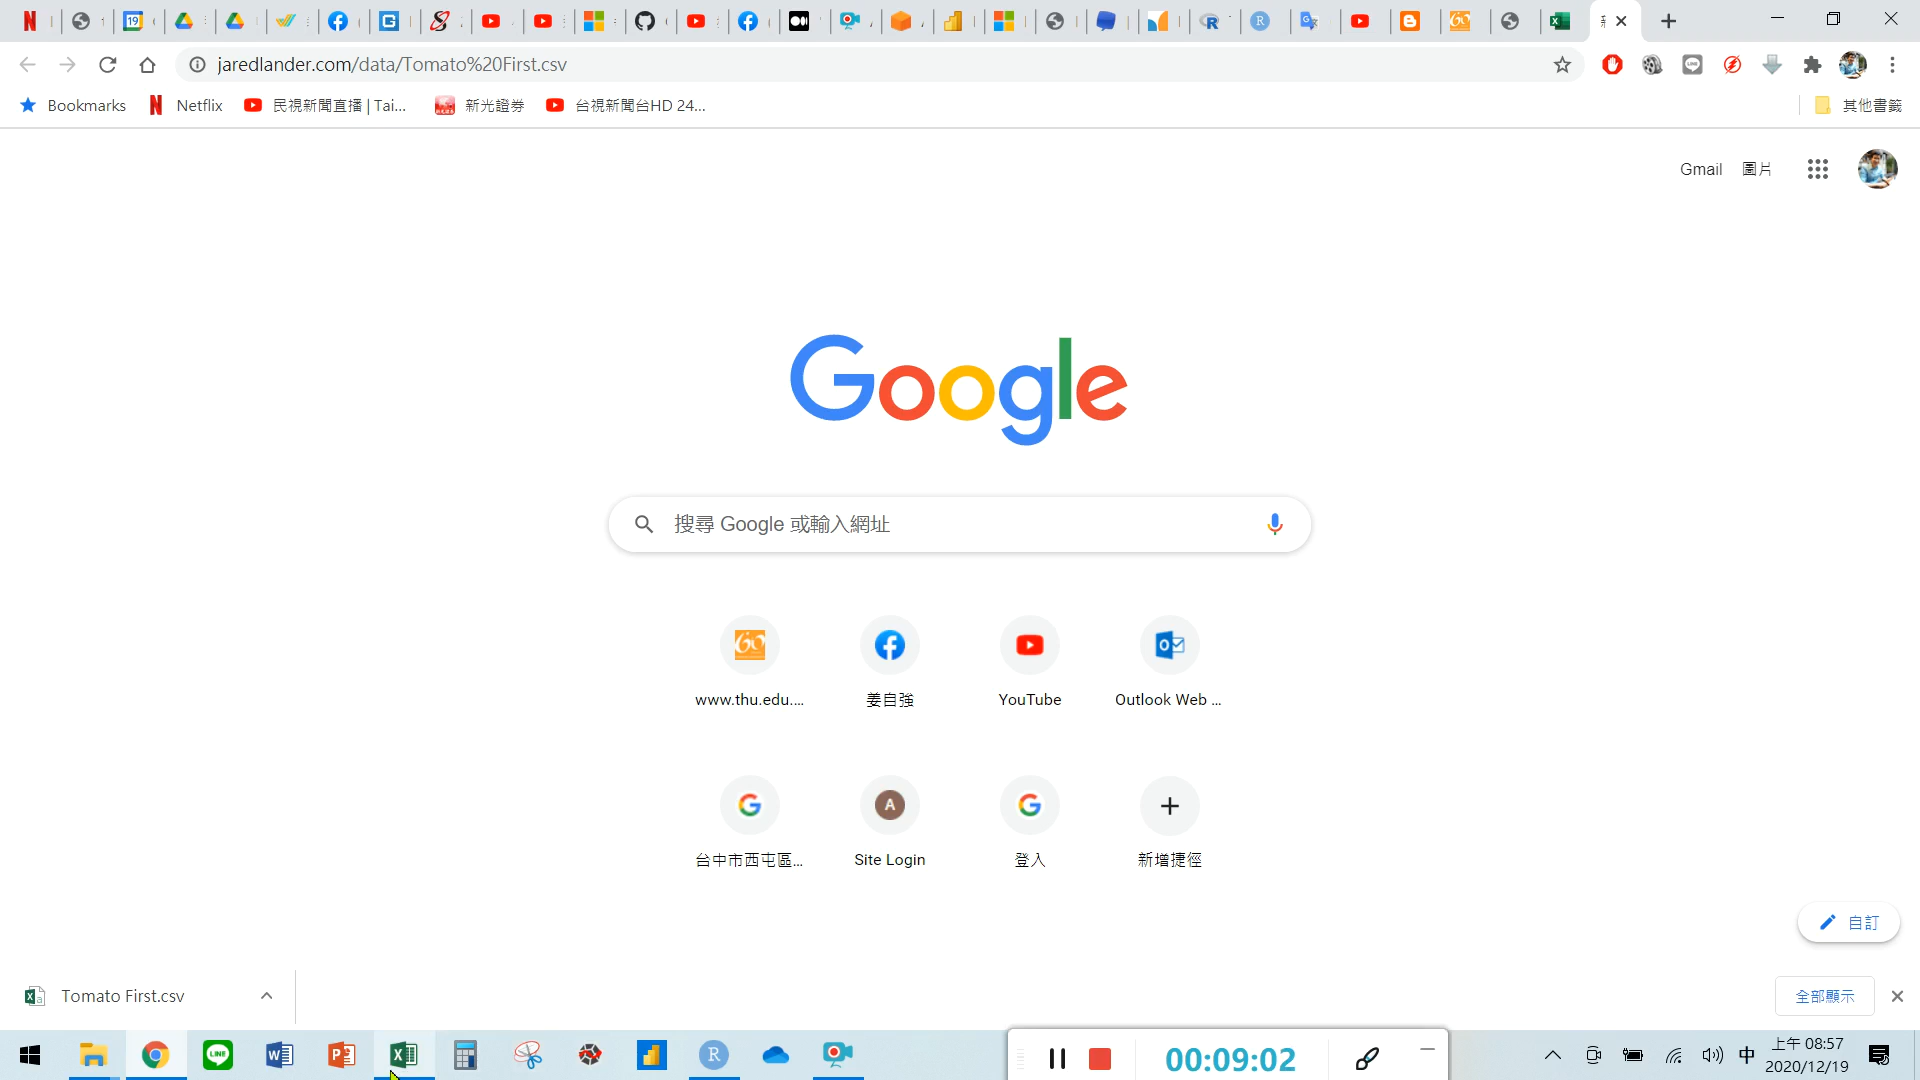 jaredlander.com/data/Tomato%20First.csv
Bookmarks
Netflix
民視新聞直播 | Tai...
新光證券
台視新聞台HD 24...
其他書籤
Gmail
圖片
Google
搜尋 Google 或輸入網址
www.thu.edu....
姜自強
YouTube
Outlook Web ...
台中市西屯區...
Site Login
登入
新增捷徑
自訂
Tomato First.csv
全部顯示
00:09:02
中
上午 08:57
2020/12/19